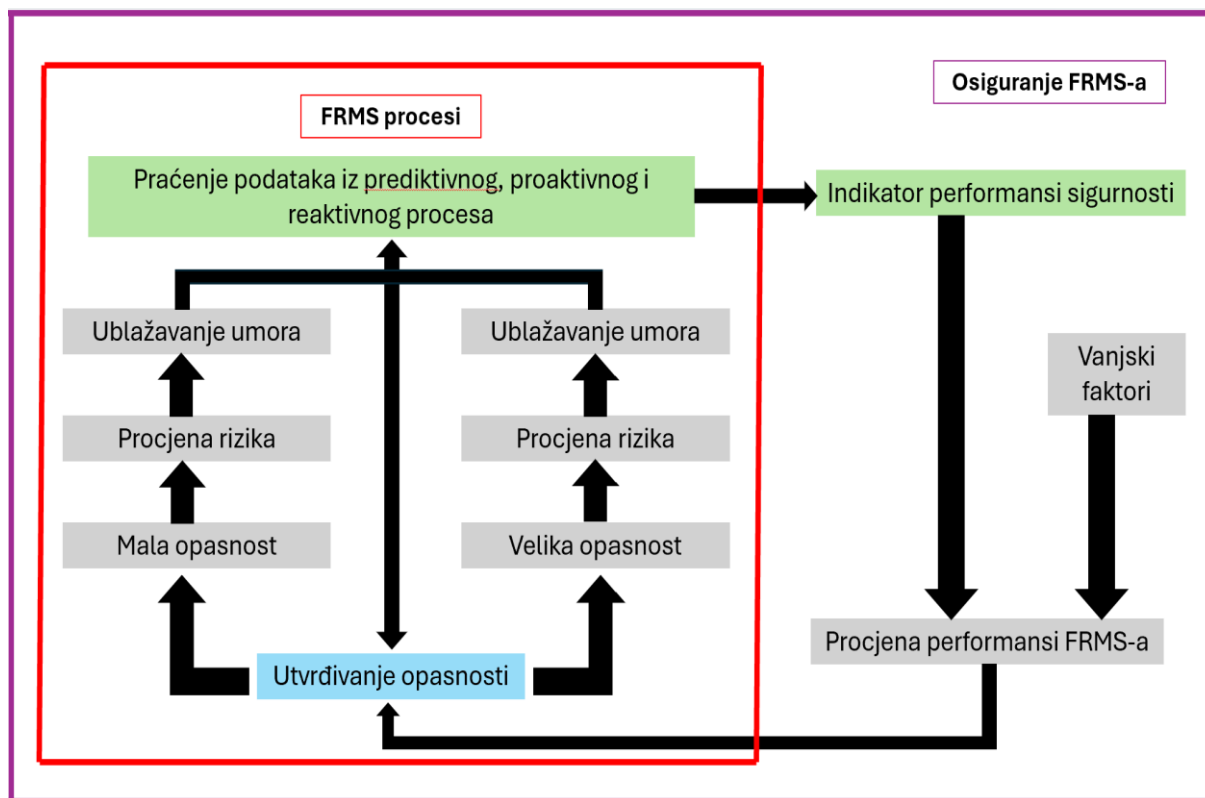 Osiguranje FRMS-a
FRMS procesi
Praćenje podataka iz prediktivnog, proaktivnog i
reaktivnog procesa
Indikator performansi sigurnosti
Ublažavanje umora
Ublažavanje umora
Vanjski
faktori
Procjena rizika
Procjena rizika
Mala opasnost
Velika opasnost
Procjena performansi FRMS-a
Utvrđivanje opasnosti